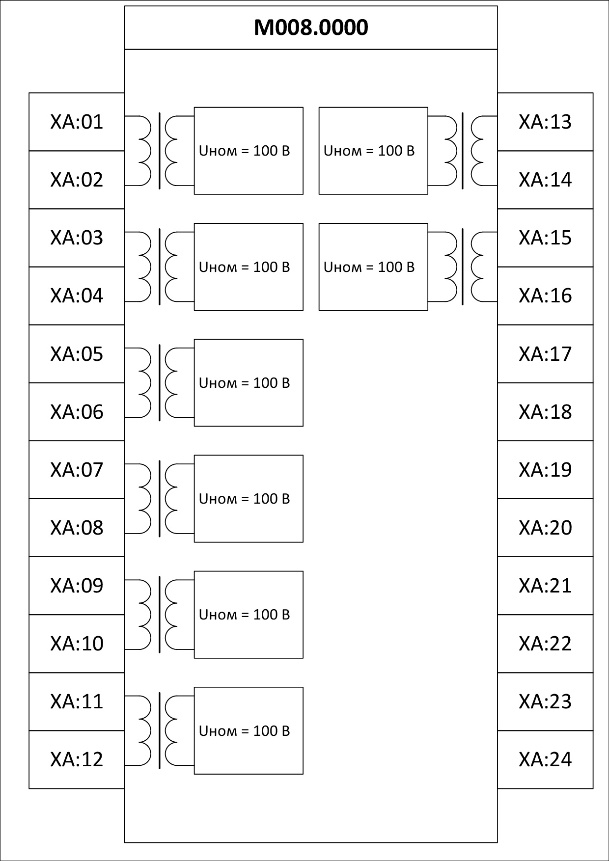 М008.0000
XA:01
Uном = 100 В
Uном = 100 В
XA:13
XA:02
XA:14
XA:03
Uном = 100 В
Uном = 100 В
XA:15
XA:04
XA:16
XA:05
Uном = 100 В
XA:17
XA:06
XA:18
XA:07
Uном = 100 В
XA:19
XA:08
XA:20
XA:09
Uном = 100 В
XA:21
XA:10
XA:22
XA:11
Uном = 100 В
XA:23
XA:12
XA:24